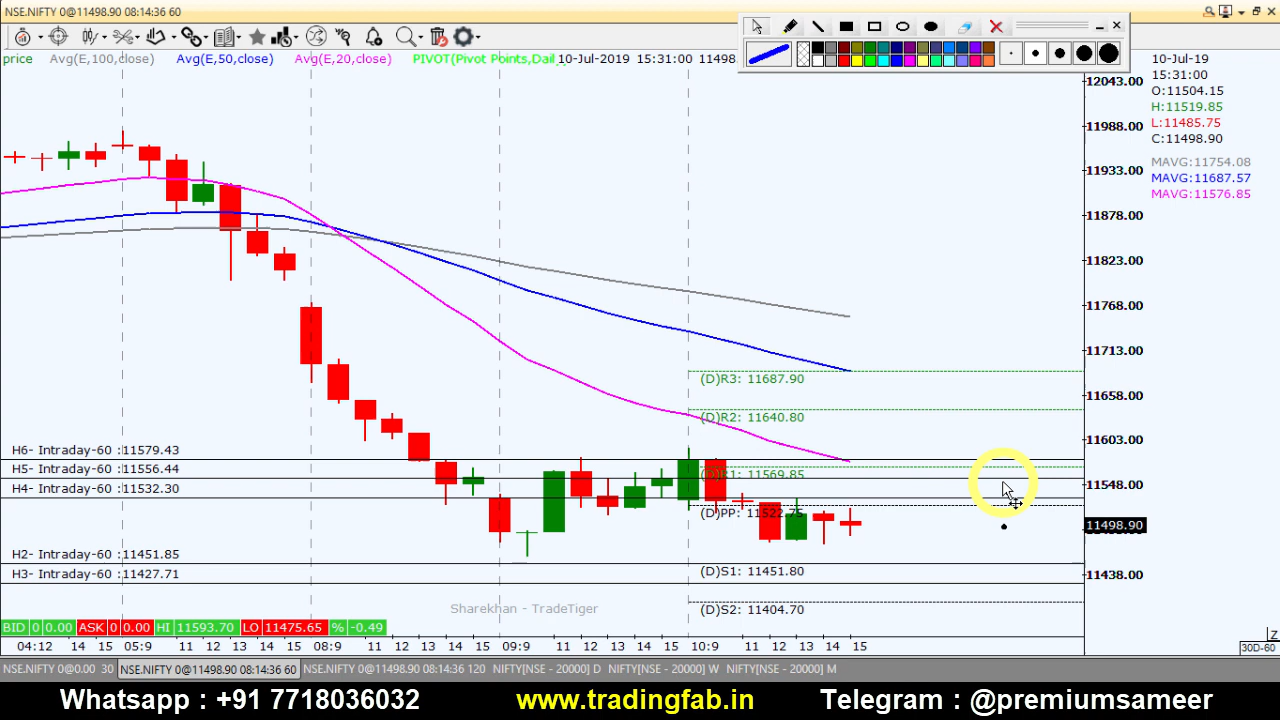 NSE.NIFTY 0@11498.90 08:14:36 60
price Avg(E,100,close) Avg(E,50,close) Avg(E,20,close) PIVOT(Pivot Points,Dail 10-Jul-2019 15:31:00 11498.
10-Jul-19
15:31:00
O:11504.15
H:11519.85
L:11485.75
C:11498.90
MAVG:11754.08
MAVG:11687.57
MAVG:11576.85
12043.00
11988.00
11933.00
11878.00
11823.00
11768.00
11713.00
11658.00
11603.00
11548.00
11498.90
11438.00
(D)R3: 11687.90
(D)R2: 11640.80
(D)R1: 11569.85
(D)PP: 11522.75
(D)S1: 11451.80
(D)S2: 11404.70
H6- Intraday-60 :11579.43
H5- Intraday-60 :11556.44
H4- Intraday-60 :11532.30
H2- Intraday-60 :11451.85
H3- Intraday-60 :11427.71
Sharekhan - TradeTiger
BID 0 0.00 ASK 0 0.00 HI 11593.70 LO 11475.65 % -0.49
04:12 14 15 05:9 11 12 13 14 15 08:9 11 12 13 14 15 09:9 11 12 13 14 15 10:9 11 12 13 14 15
Z
30D-60
NSE.NIFTY 0@0.00 30 NSE.NIFTY 0@11498.90 08:14:36 60 NSE.NIFTY 0@11498.90 08:14:36 120 NIFTY[NSE - 20000] D NIFTY[NSE - 20000] W NIFTY[NSE - 20000] M
Whatsapp : +91 7718036032 www.tradingfab.in Telegram : @premiumsameer